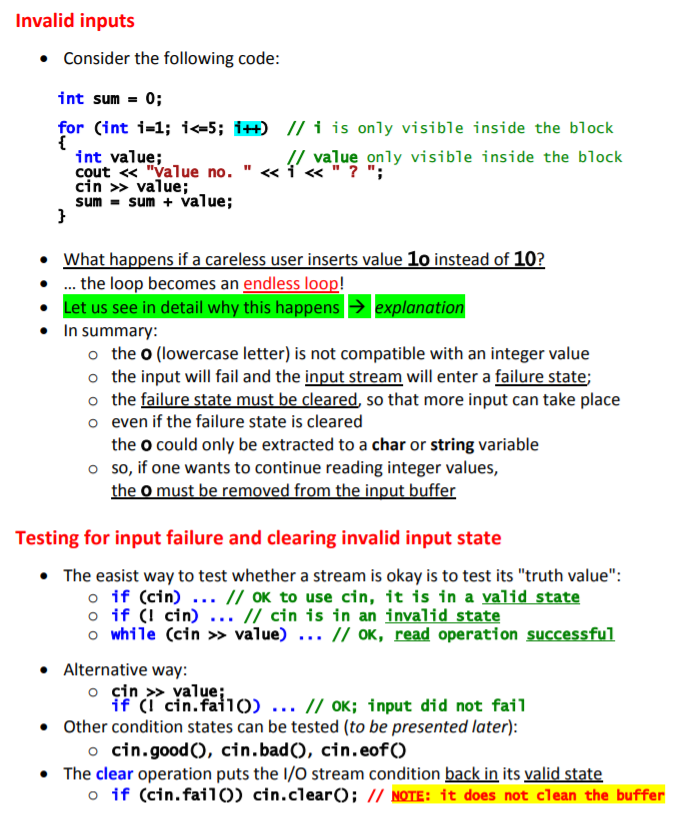 Invalid inputs
• Consider the following code:
int sum = 0;
for (int i=1; i<=5; i++) // i is only visible inside the block
{
int value; // value only visible inside the block
cout << "Value no. " << i << " ? ";
cin >> value;
sum = sum + value;
}
• What happens if a careless user inserts value 1o instead of 10?
• ... the loop becomes an endless loop!
• Let us see in detail why this happens → explanation
• In summary:
o the o (lowercase letter) is not compatible with an integer value
o the input will fail and the input stream will enter a failure state;
o the failure state must be cleared, so that more input can take place
o even if the failure state is cleared
the o could only be extracted to a char or string variable
o so, if one wants to continue reading integer values,
the o must be removed from the input buffer
Testing for input failure and clearing invalid input state
• The easist way to test whether a stream is okay is to test its "truth value":
o if (cin) ... // OK to use cin, it is in a valid state
o if (! cin) ... // cin is in an invalid state
o while (cin >> value) ... // OK, read operation successful
• Alternative way:
o cin >> value;
if (! cin.fail()) ... // OK; input did not fail
• Other condition states can be tested (to be presented later):
o cin.good(), cin.bad(), cin.eof()
• The clear operation puts the I/O stream condition back in its valid state
o if (cin.fail()) cin.clear(); // NOTE: it does not clean the buffer